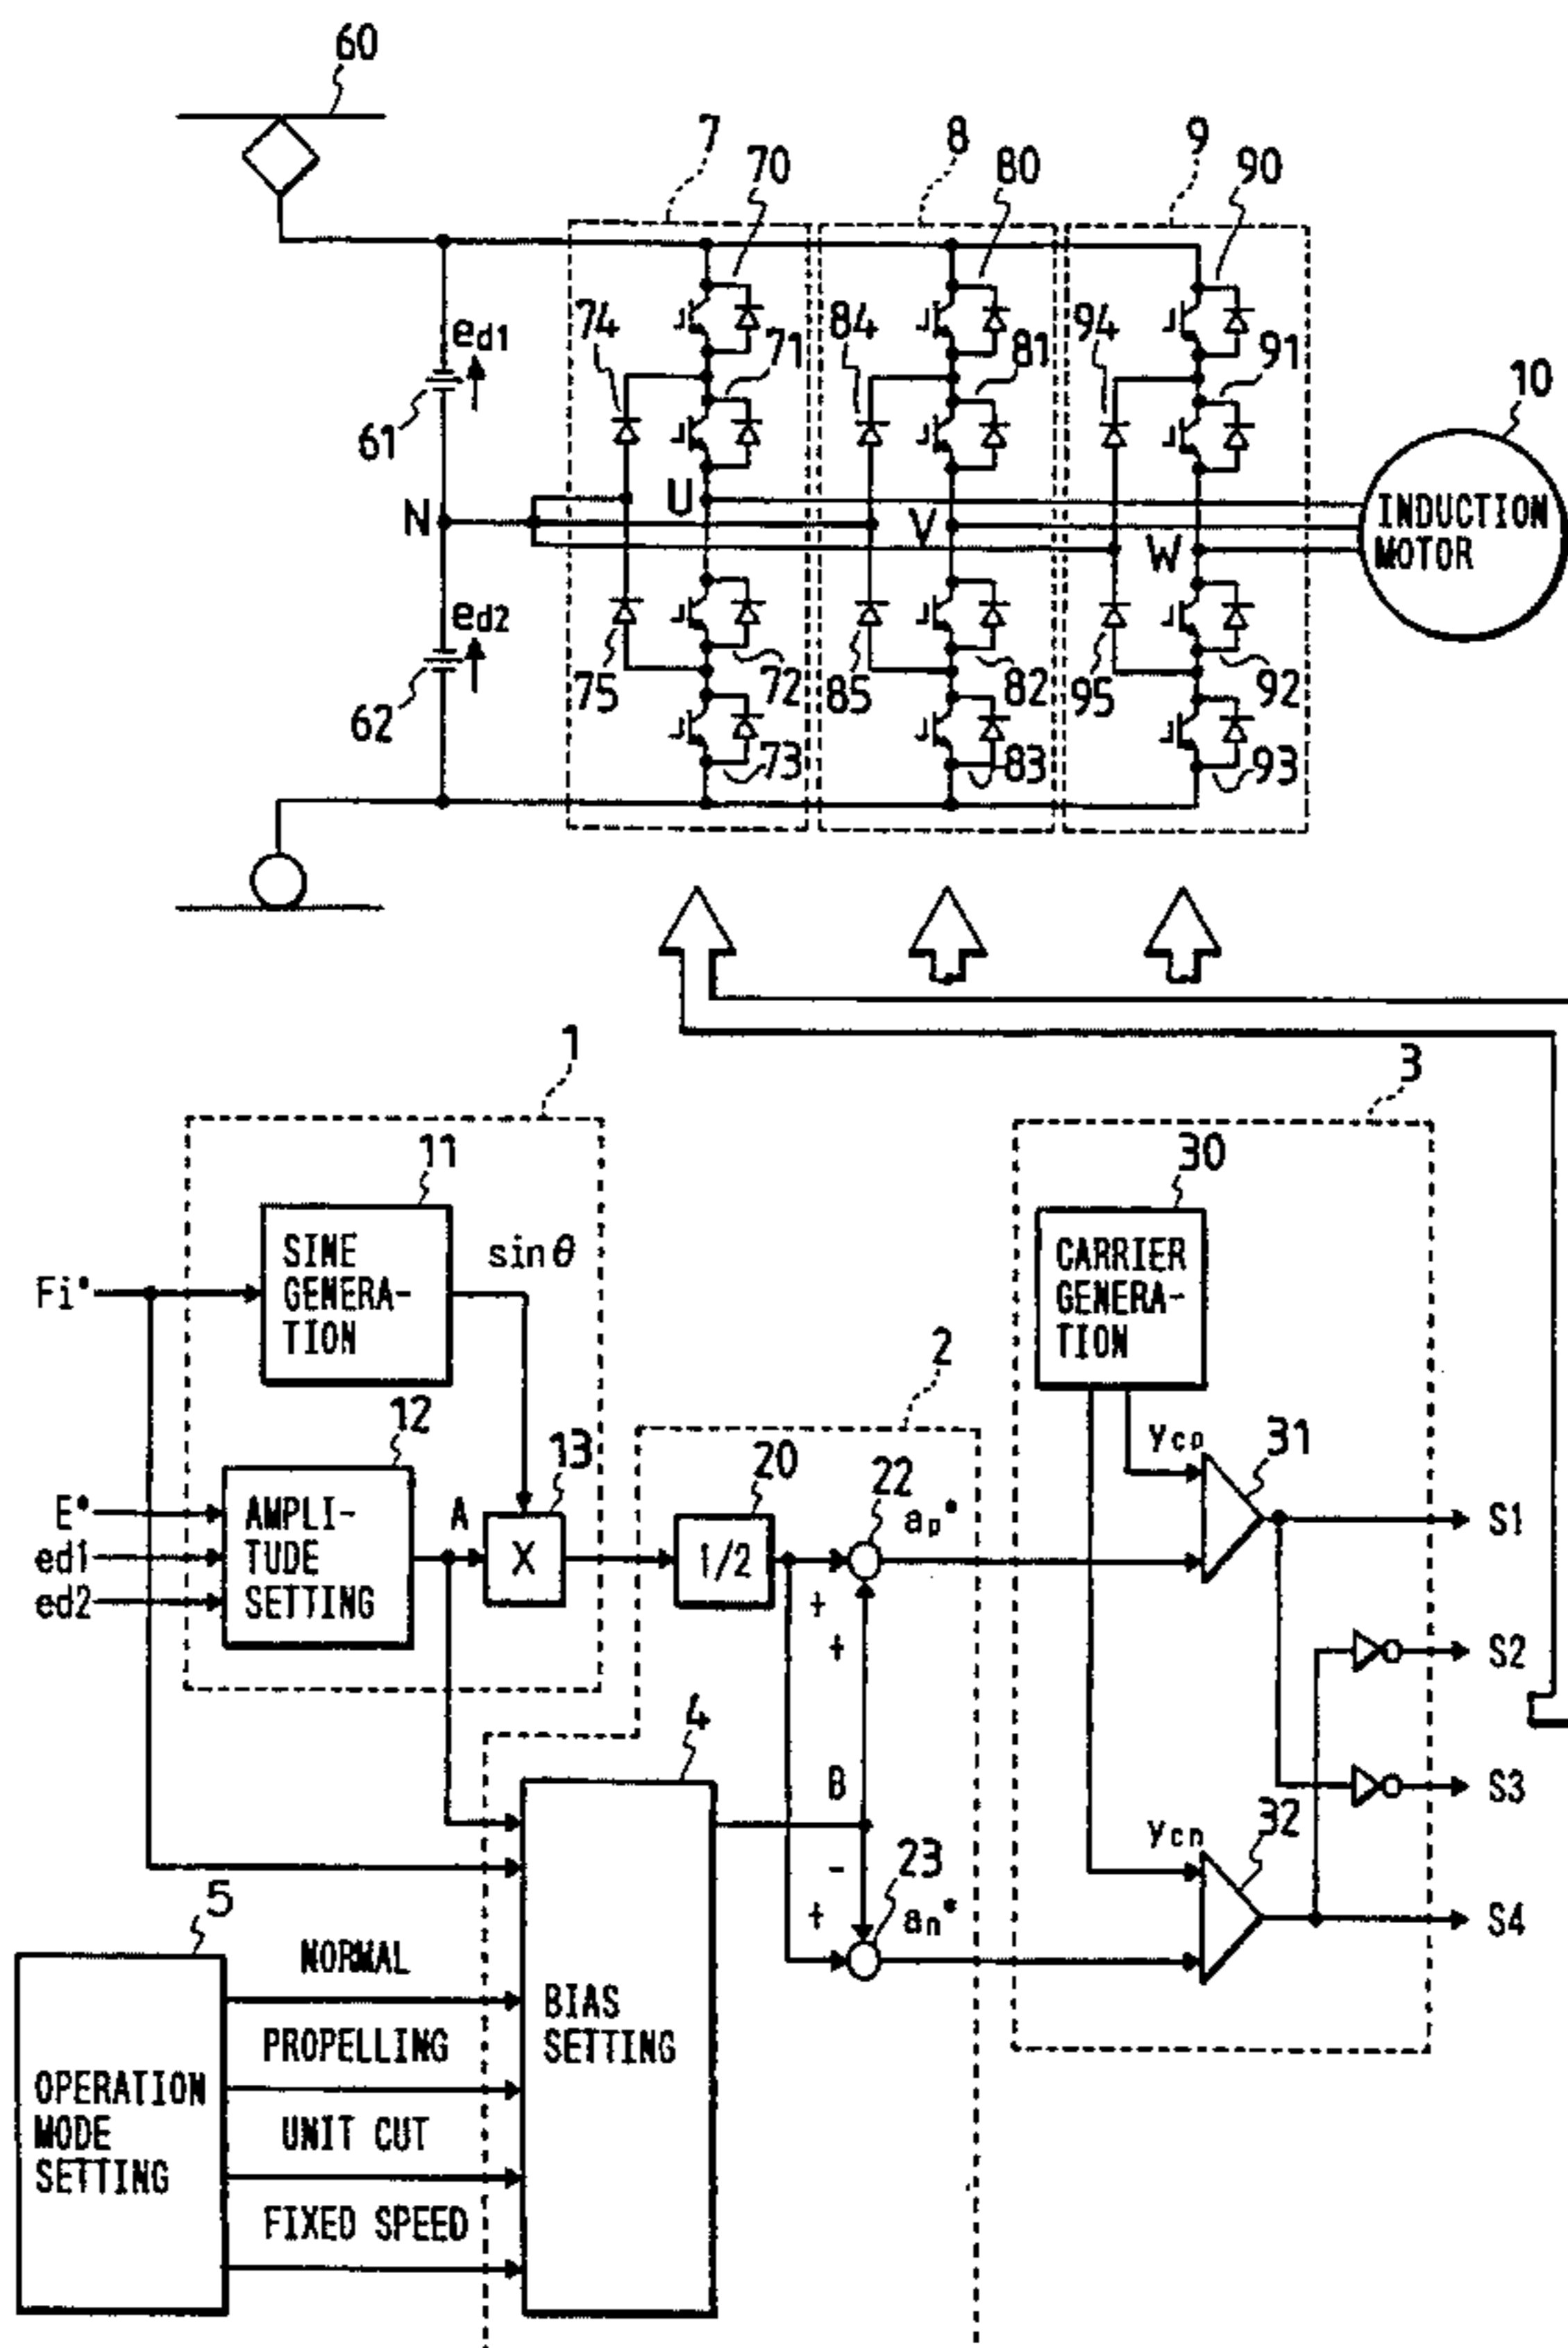 60
7
8
9
70
80
90
74
84
94
ed1
71
81
91
10
61
N
U
V
W
INDUCTION
MOTOR
ed2
62
75
72
85
82
95
92
73
83
93
1
3
11
30
SINE
GENERA-
TION
sinθ
CARRIER
GENERA-
TION
Fi*
2
12
13
20
22
ycp
31
E*
ed1
ed2
AMPLI-
TUDE
SETTING
A
X
1/2
ap*
S1
+
+
S2
4
B
S3
ycn
32
-
23
+
an*
S4
5
NORMAL
PROPELLING
UNIT CUT
FIXED SPEED
OPERATION
MODE
SETTING
BIAS
SETTING